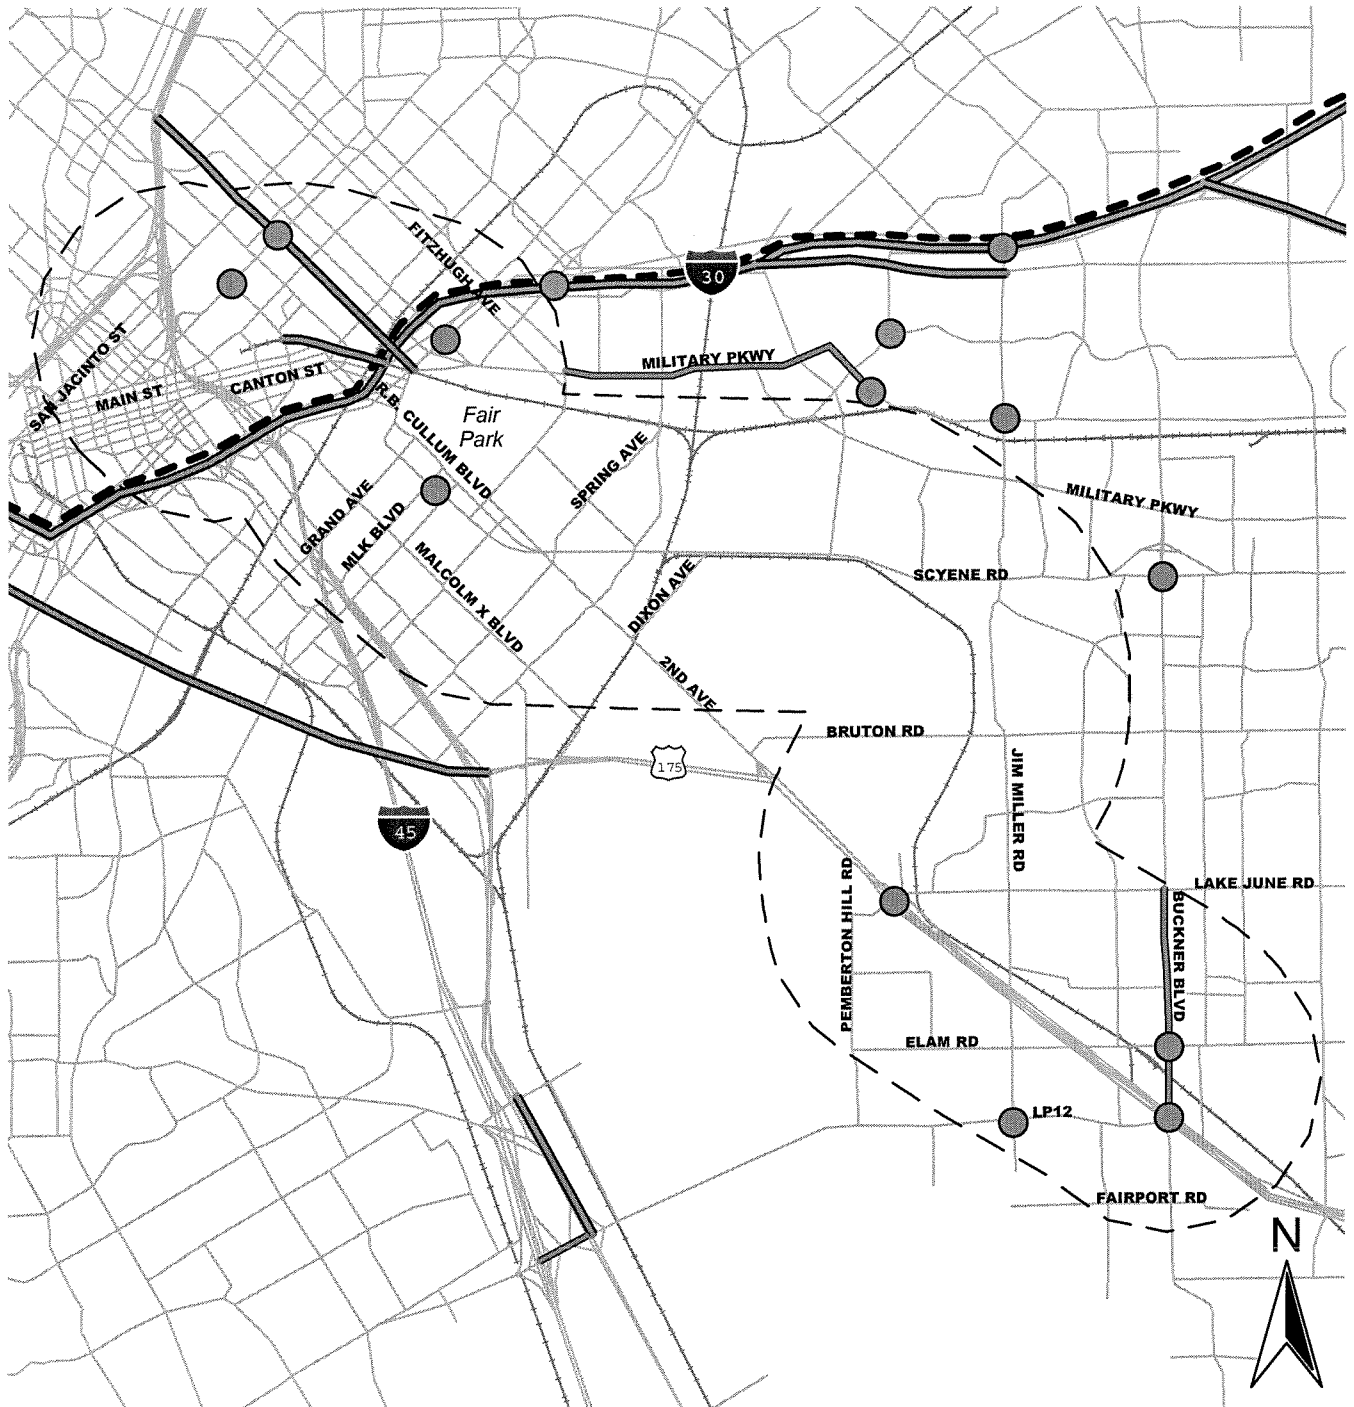 FITZHUGH AVE
30
SAN JACINTO ST
MAIN ST
CANTON ST
MILITARY PKWY
R.B. CULLUM BLVD
Fair
Park
SPRING AVE
GRAND AVE
MLK BLVD
MALCOLM X BLVD
MILITARY PKWY
SCYENE RD
DIXON AVE
2ND AVE
BRUTON RD
175
JIM MILLER RD
45
PEMBERTON HILL RD
LAKE JUNE RD
BUCKNER BLVD
ELAM RD
LP12
FAIRPORT RD
N